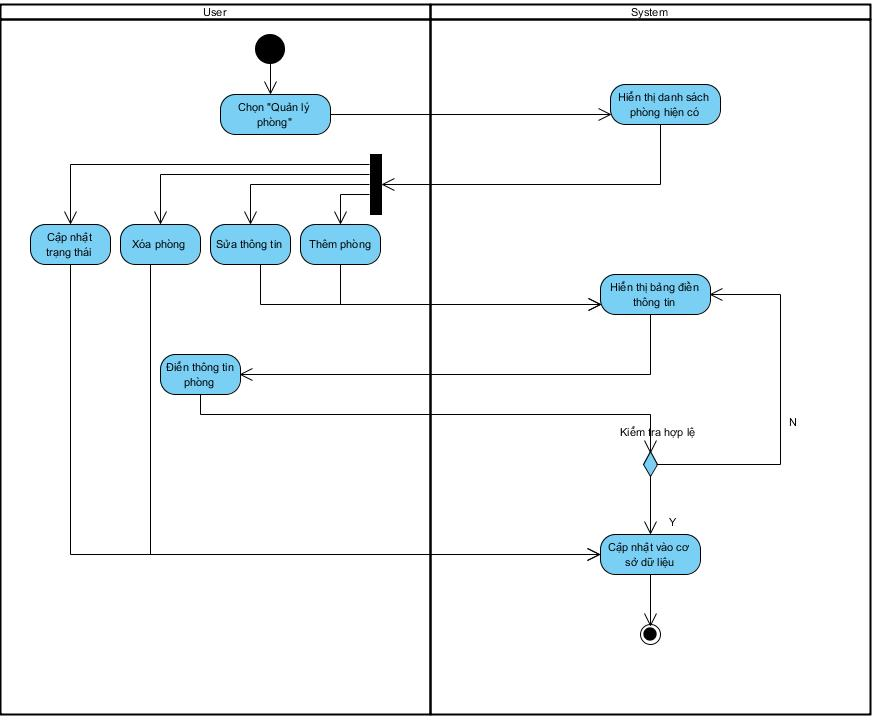 User
System
Chọn "Quản lý
phòng"
Hiển thị danh sách
phòng hiện có
Cập nhật
trạng thái
Xóa phòng
Sửa thông tin
Thêm phòng
Hiển thị bảng điền
thông tin
Điền thông tin
phòng
Kiểm tra hợp lệ
N
Y
Cập nhật vào cơ
sở dữ liệu